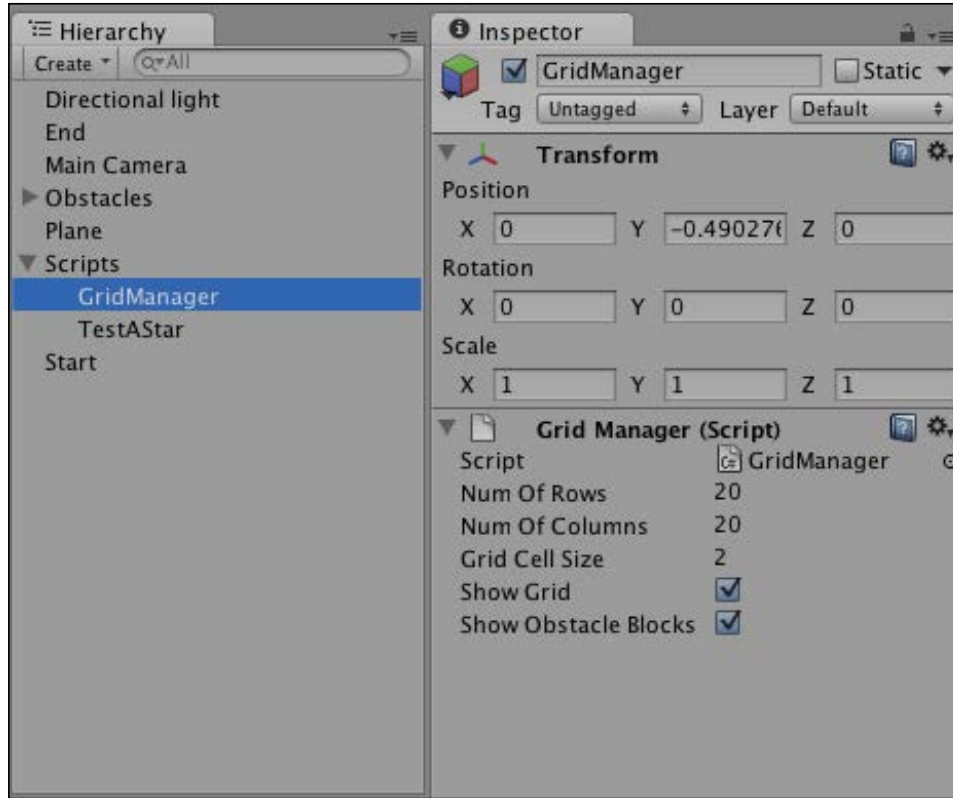 Hierarchy
Create
All
Directional light
End
Main Camera
Obstacles
Plane
Scripts
GridManager
TestAStar
Start
Inspector
GridManager Static
Tag Untagged Layer Default
Transform
Position
X 0 Y -0.490276 Z 0
Rotation
X 0 Y 0 Z 0
Scale
X 1 Y 1 Z 1
Grid Manager (Script)
Script GridManager
Num Of Rows 20
Num Of Columns 20
Grid Cell Size 2
Show Grid
Show Obstacle Blocks